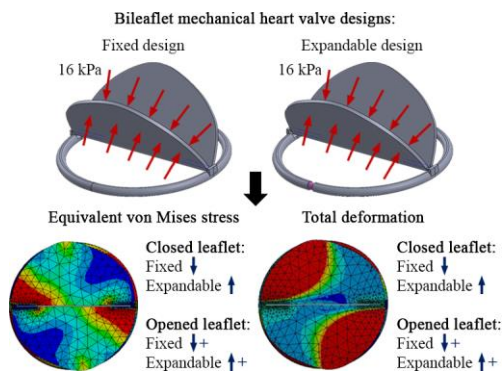 Bileaflet mechanical heart valve designs:
Fixed design
Expandable design
16 kPa
16 kPa
Equivalent von Mises stress
Closed leaflet:
Fixed ↓
Expandable ↑
Opened leaflet:
Fixed ↓+
Expandable ↑+
Total deformation
Closed leaflet:
Fixed ↓
Expandable ↑
Opened leaflet:
Fixed ↓+
Expandable ↑+